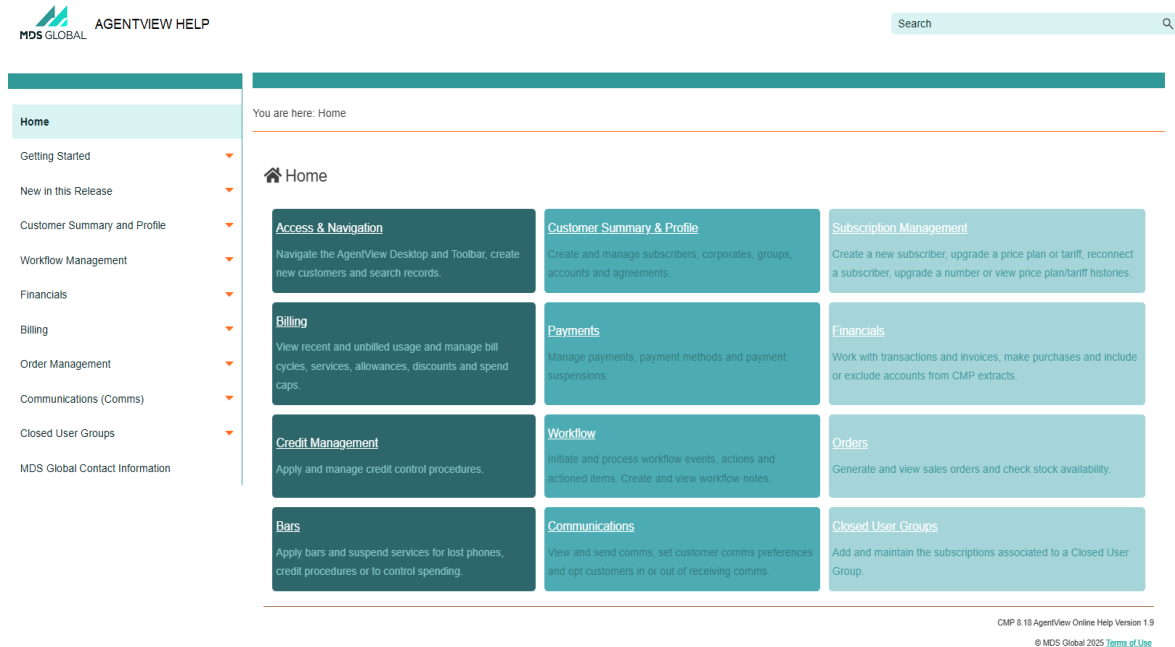 MDS GLOBAL
AGENTVIEW HELP
Search
Home
Getting Started
New in this Release
Customer Summary and Profile
Workflow Management
Financials
Billing
Order Management
Communications (Comms)
Closed User Groups
MDS Global Contact Information
You are here: Home
Home
Access & Navigation
Navigate the AgentView Desktop and Toolbar, create
new customers and search records.
Customer Summary & Profile
Create and manage subscribers, corporates, groups,
accounts and agreements.
Subscription Management
Create a new subscriber, upgrade a price plan or tariff, reconnect
a subscriber, upgrade a number or view price plan/tariff histories.
Billing
View recent and unbilled usage and manage bill
cycles, services, allowances, discounts and spend
caps.
Payments
Manage payments, payment methods and payment
suspensions.
Financials
Work with transactions and invoices, make purchases and include
or exclude accounts from CMP extracts.
Credit Management
Apply and manage credit control procedures.
Workflow
Initiate and process workflow events, actions and
actioned items. Create and view workflow notes.
Orders
Generate and view sales orders and check stock availability.
Bars
Apply bars and suspend services for lost phones,
credit procedures or to control spending.
Communications
View and send comms, set customer comms preferences
and opt customers in or out of receiving comms.
Closed User Groups
Add and maintain the subscriptions associated to a Closed User
Group.
CMP 8.18 AgentView Online Help Version 1.9
© MDS Global 2025 Terms of Use